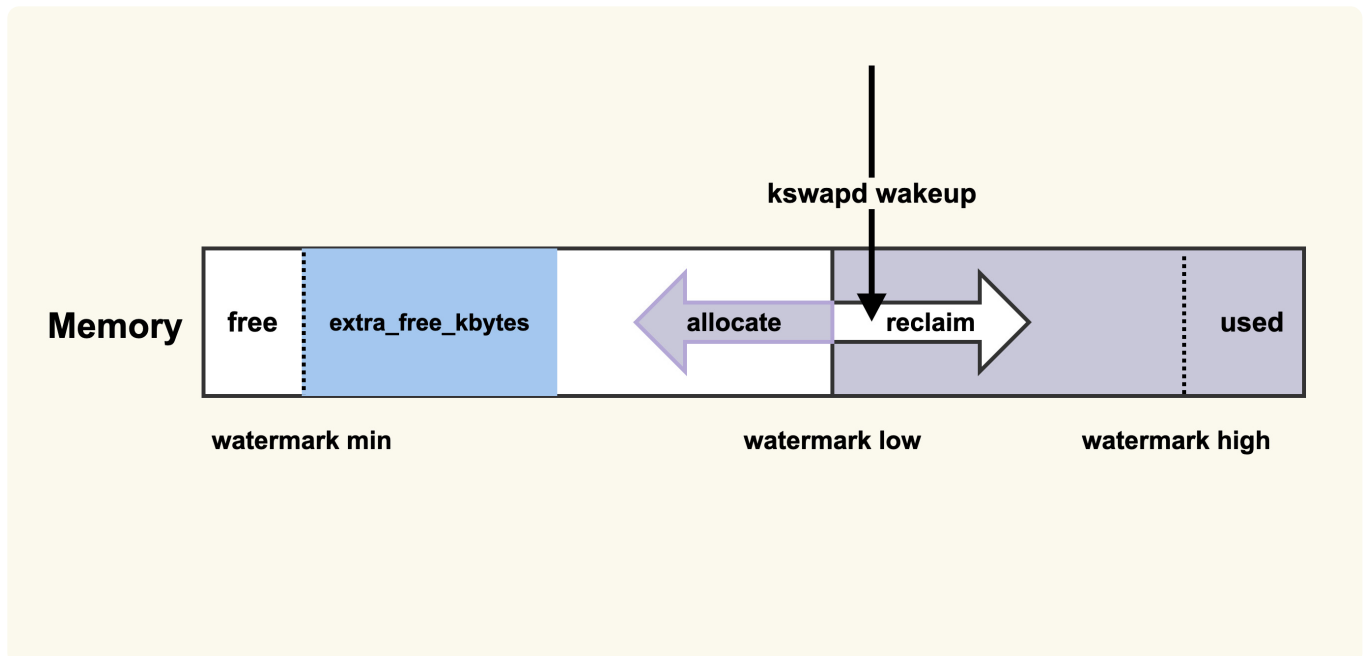 kswapd wakeup
Memory
free
extra_free_kbytes
allocate
reclaim
used
watermark min
watermark low
watermark high